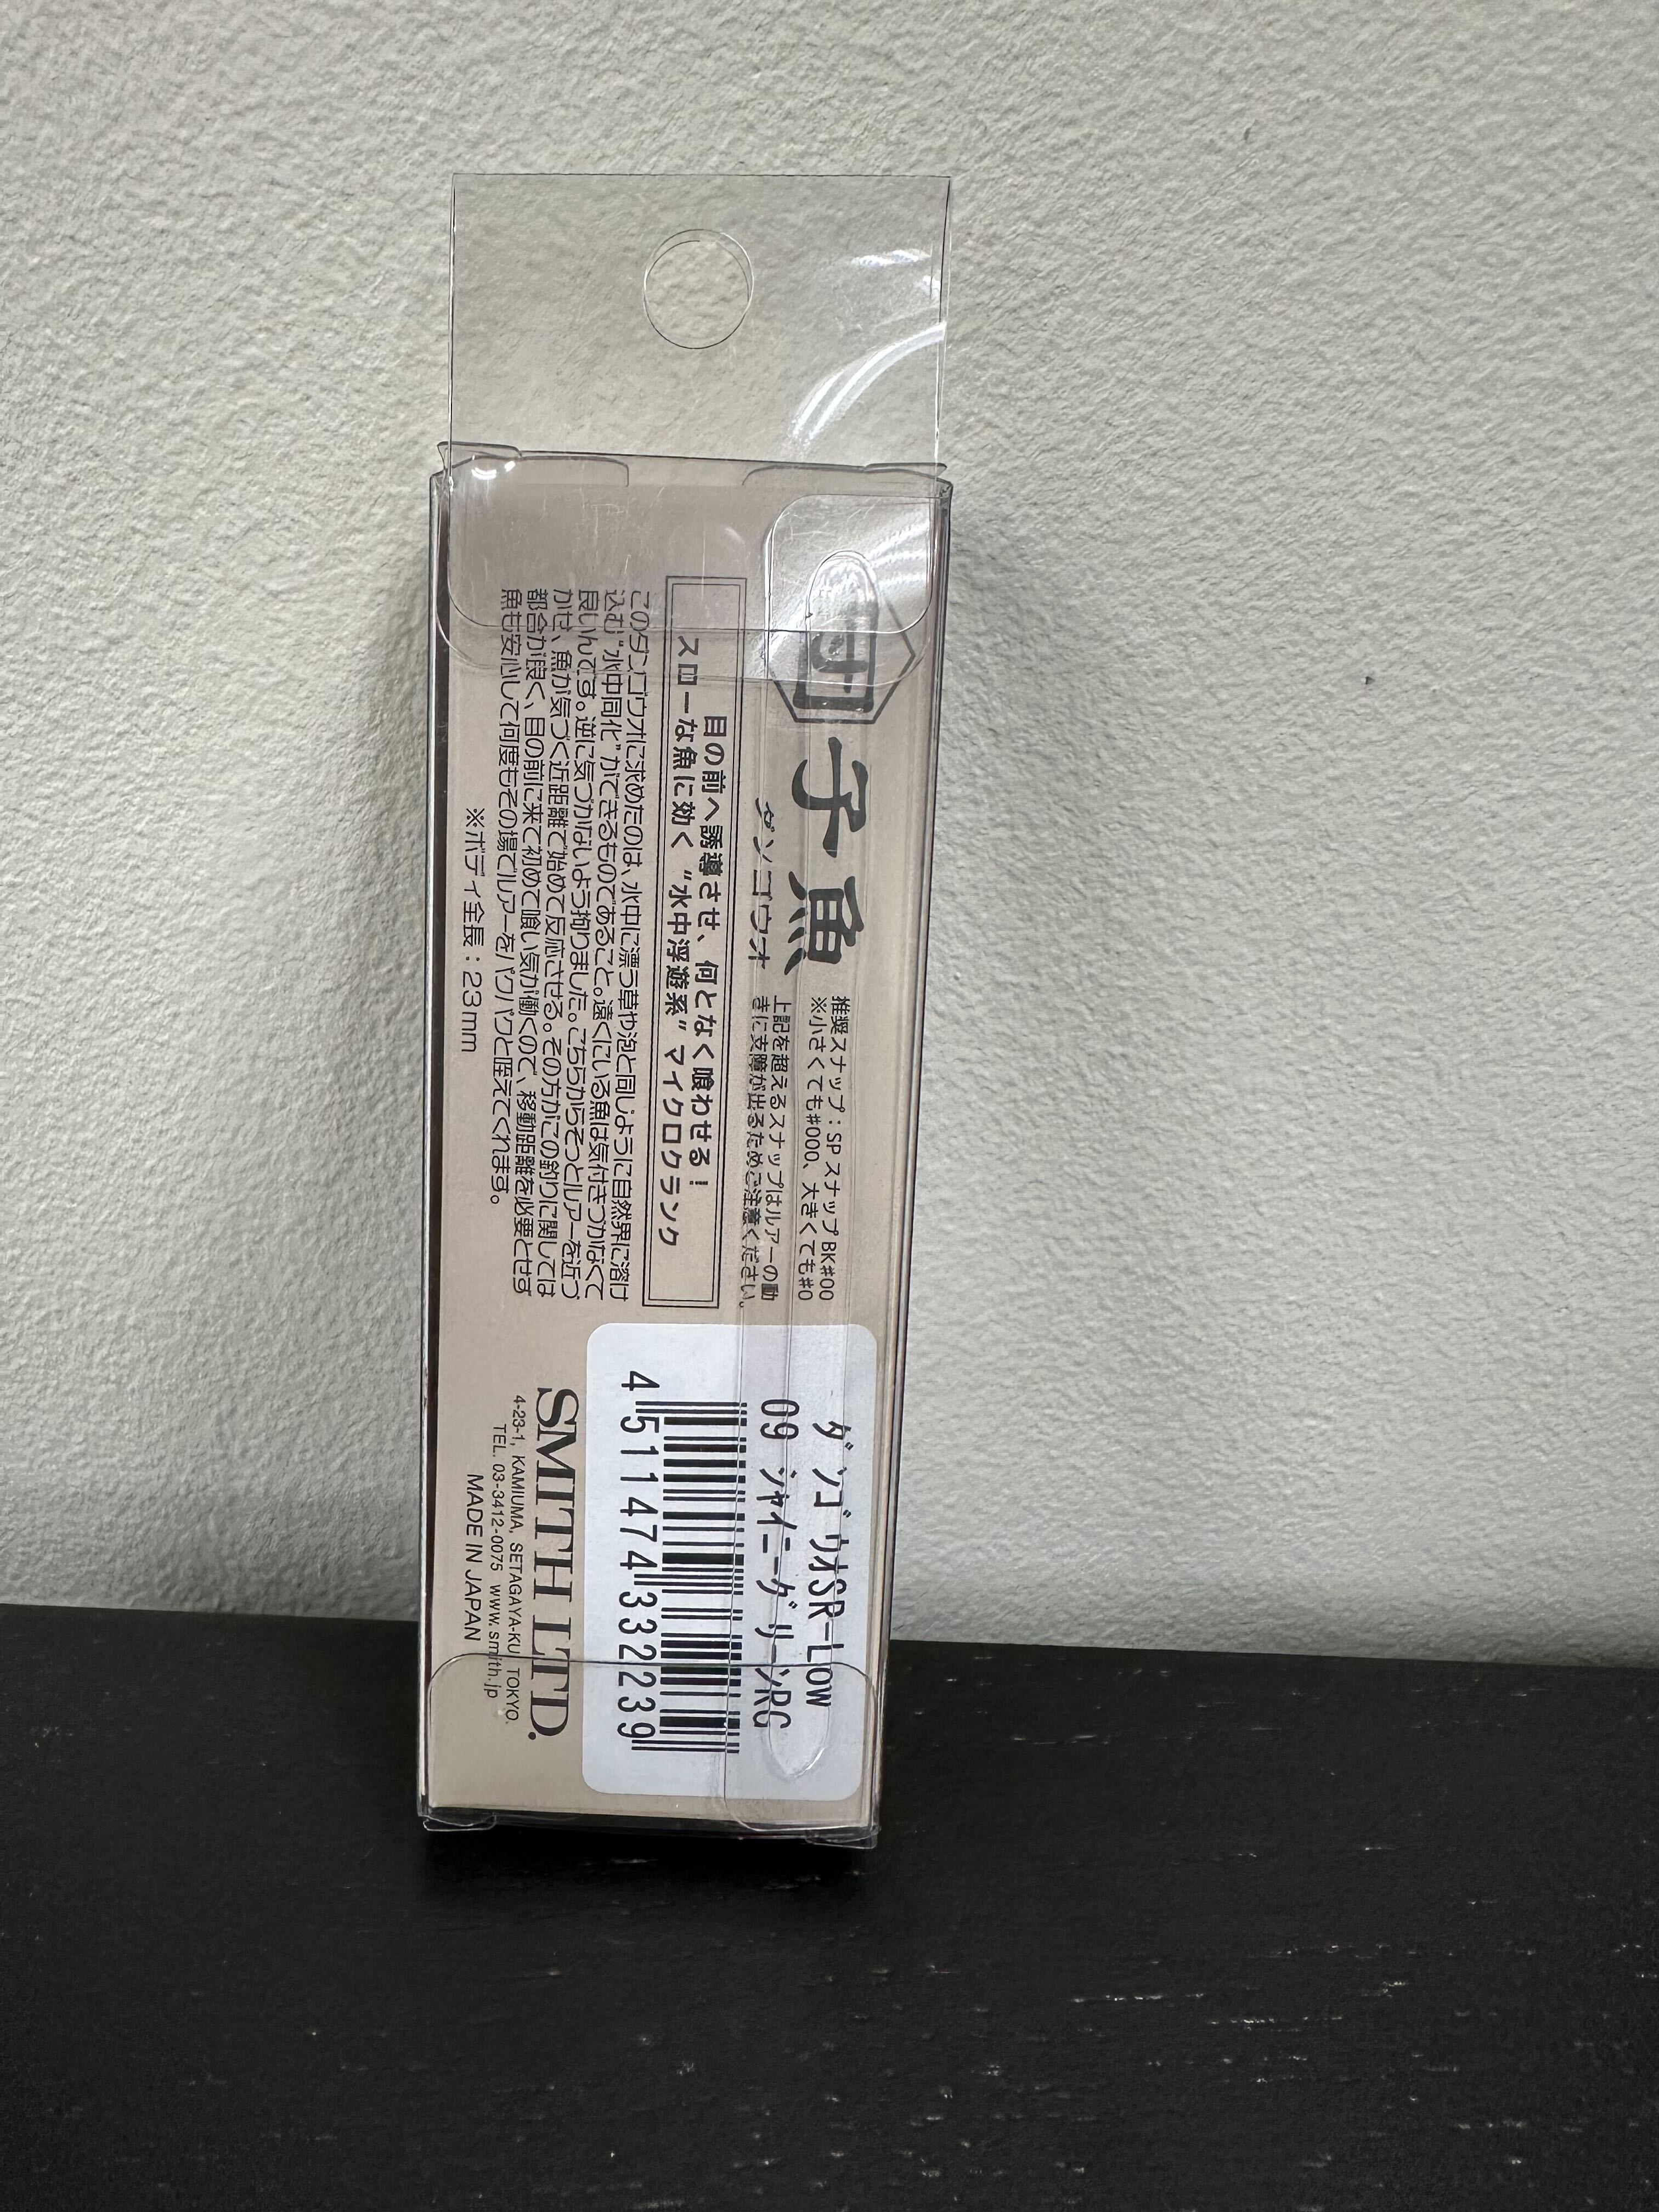 団子魚
ダンゴウオ
推奨スナップ：SP スナップ BK#00
※小さくても#000、大きくても#0
上記を超えるスナップはルアーの動
きに支障が出るためご注意ください。
目の前へ誘導させ、何となく喰わせる！
スローな魚に効く “水中浮遊系” マイクロクランク
このダンゴウオに求めたのは、水中に漂う草や泡と同じように自然界に溶け
込む“水中同化”ができるものであること。遠くにいる魚は気付きづかなくて
良いんです。逆に気づかないよう拘りました。こちらからそっとルアーを近づ
かせ、魚が気づく近距離で始めて反応させる。その方がこの釣りに関しては
都合が良く、目の前に来て初めて喰い気が働くので、移動距離を必要とせず
魚も安心して何度もその場でルアーをパクパクと咥えてくれます。
※ボディ全長：23mm
ダンゴウオSR-LOW
09 シャイニーグリーンRG
4 511474 332239
SMITH LTD.
4-23-1, KAMIUMA, SETAGAYA-KU TOKYO.
TEL. 03-3412-0075 www.smith.jp
MADE IN JAPAN